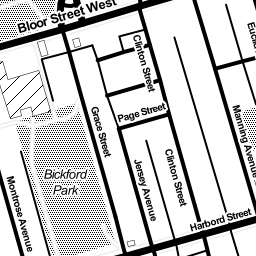 Bloor Street West
Clinton Street
Euclid
Page Street
Grace Street
Manning Avenue
Bickford
Park
Jersey Avenue
Clinton Street
Montrose Avenue
Harbord Street